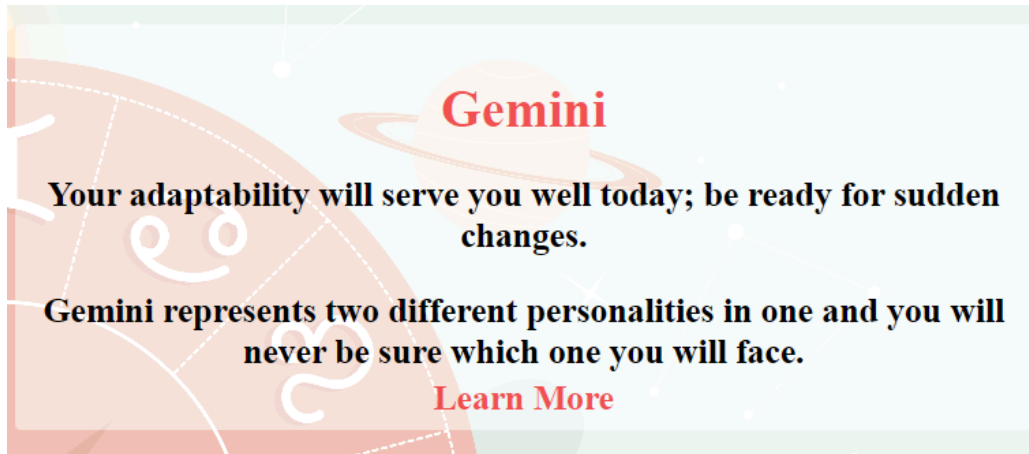 Gemini
Your adaptability will serve you well today; be ready for sudden
changes.
Gemini represents two different personalities in one and you will
never be sure which one you will face.
Learn More